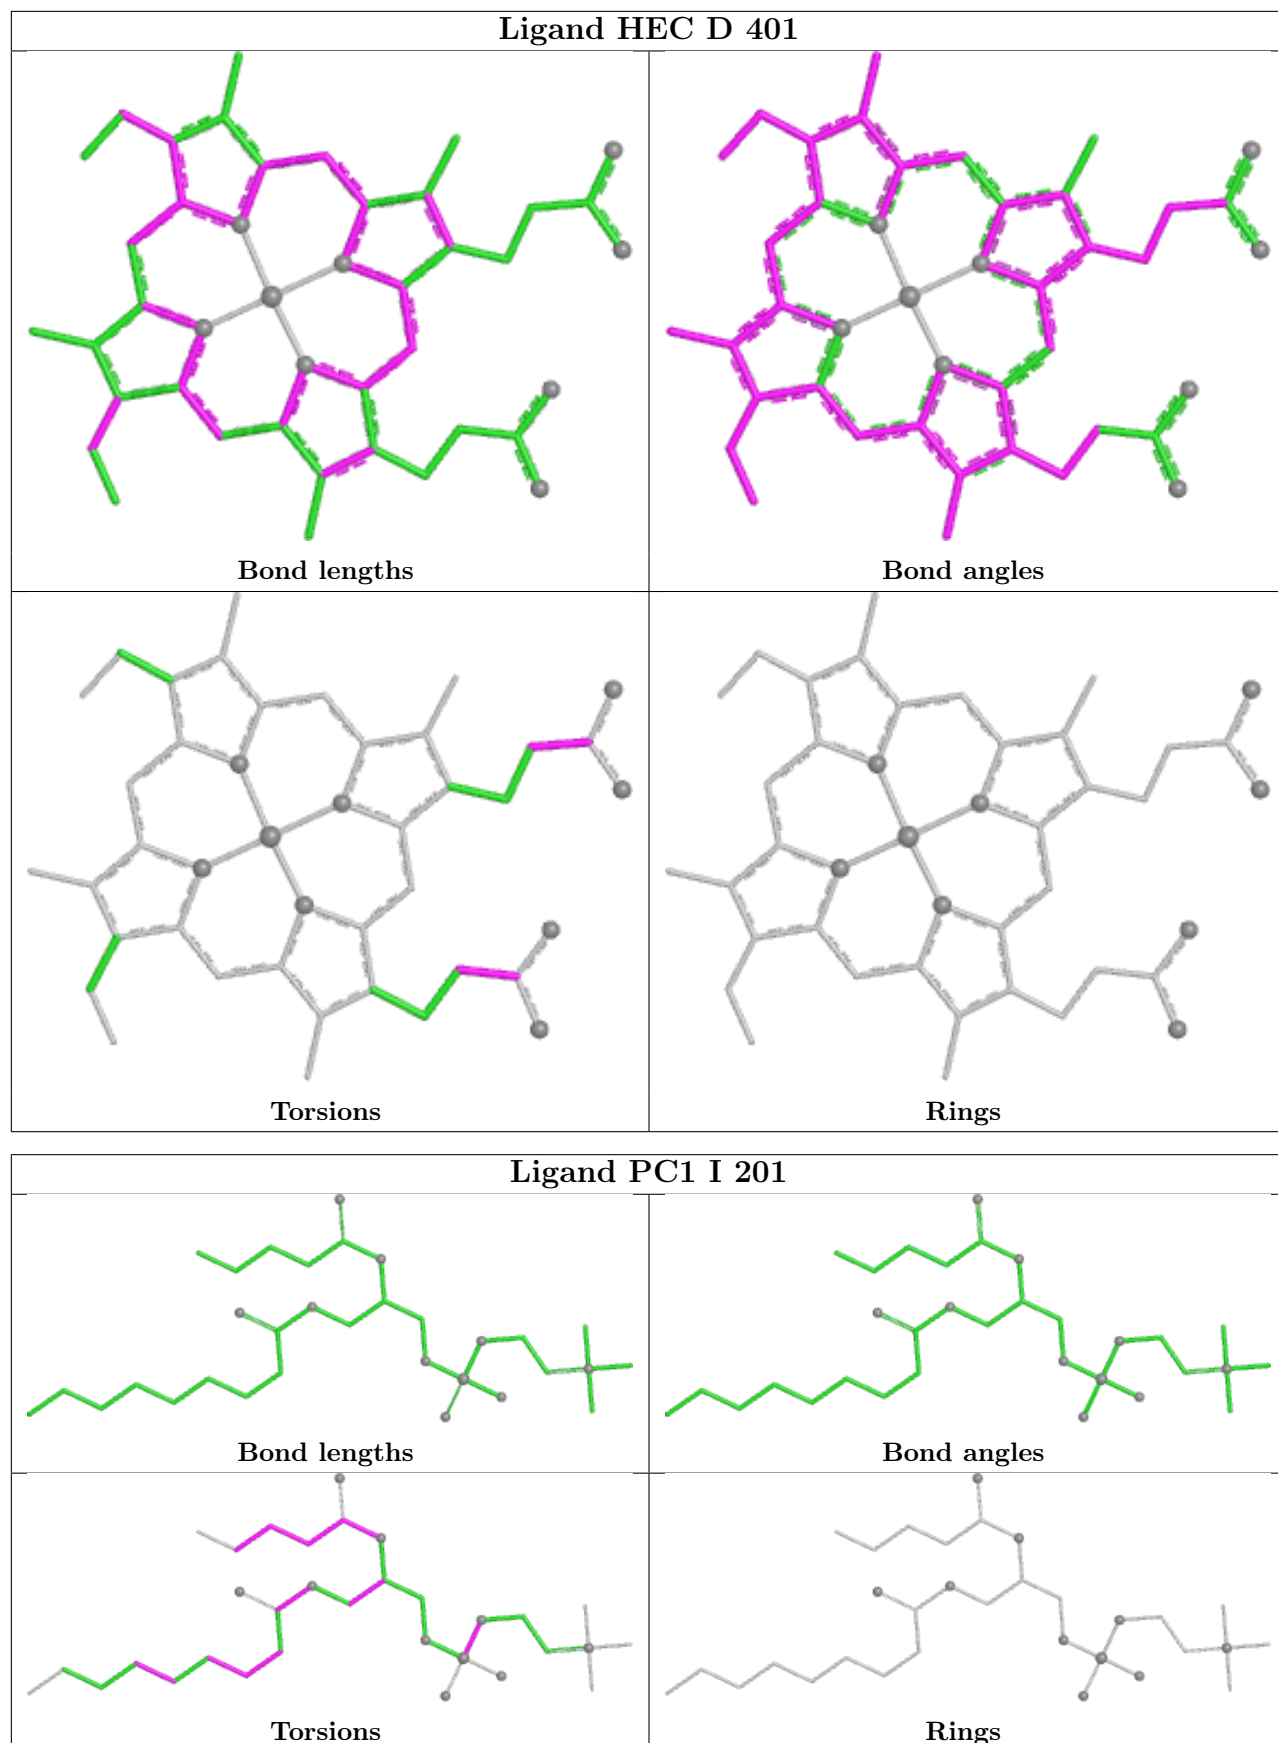 Ligand HEC D 401
Bond lengths
Bond angles
Torsions
Rings
Ligand PC1 I 201
Bond lengths
Bond angles
Torsions
Rings